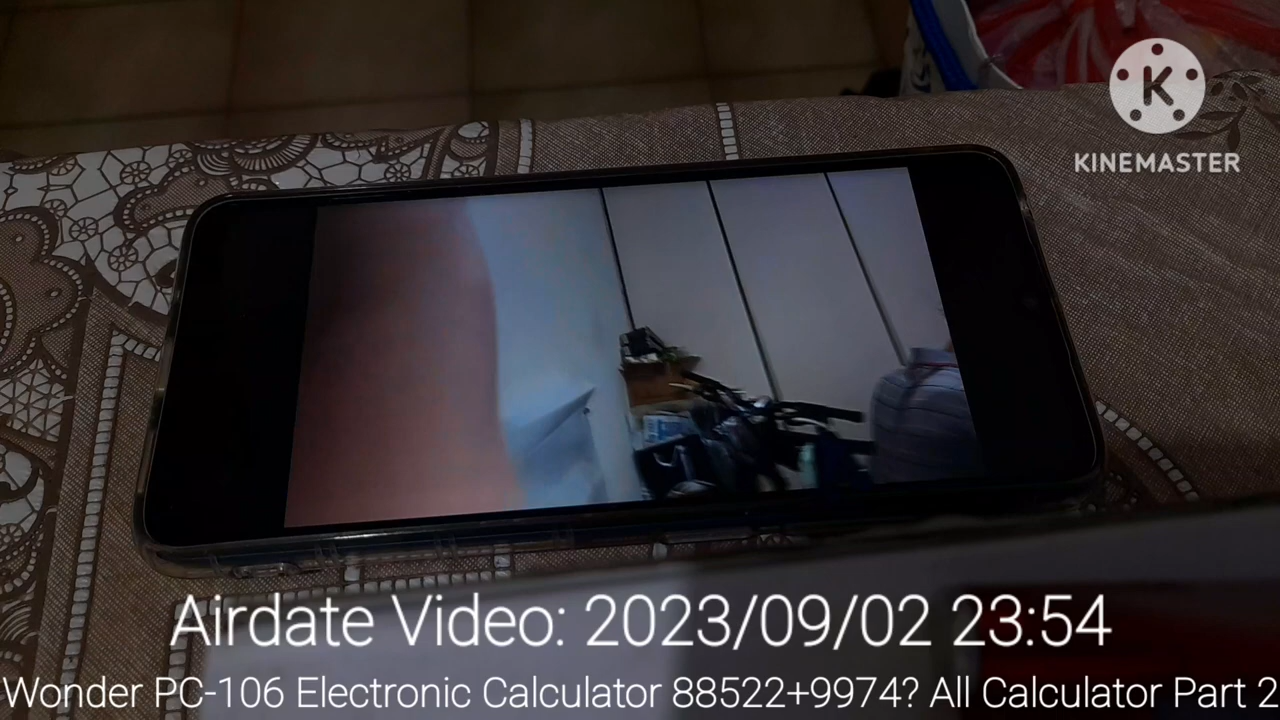 K
KINEMASTER
Airdate Video: 2023/09/02 23:54
Wonder PC-106 Electronic Calculator 88522+9974? All Calculator Part 2